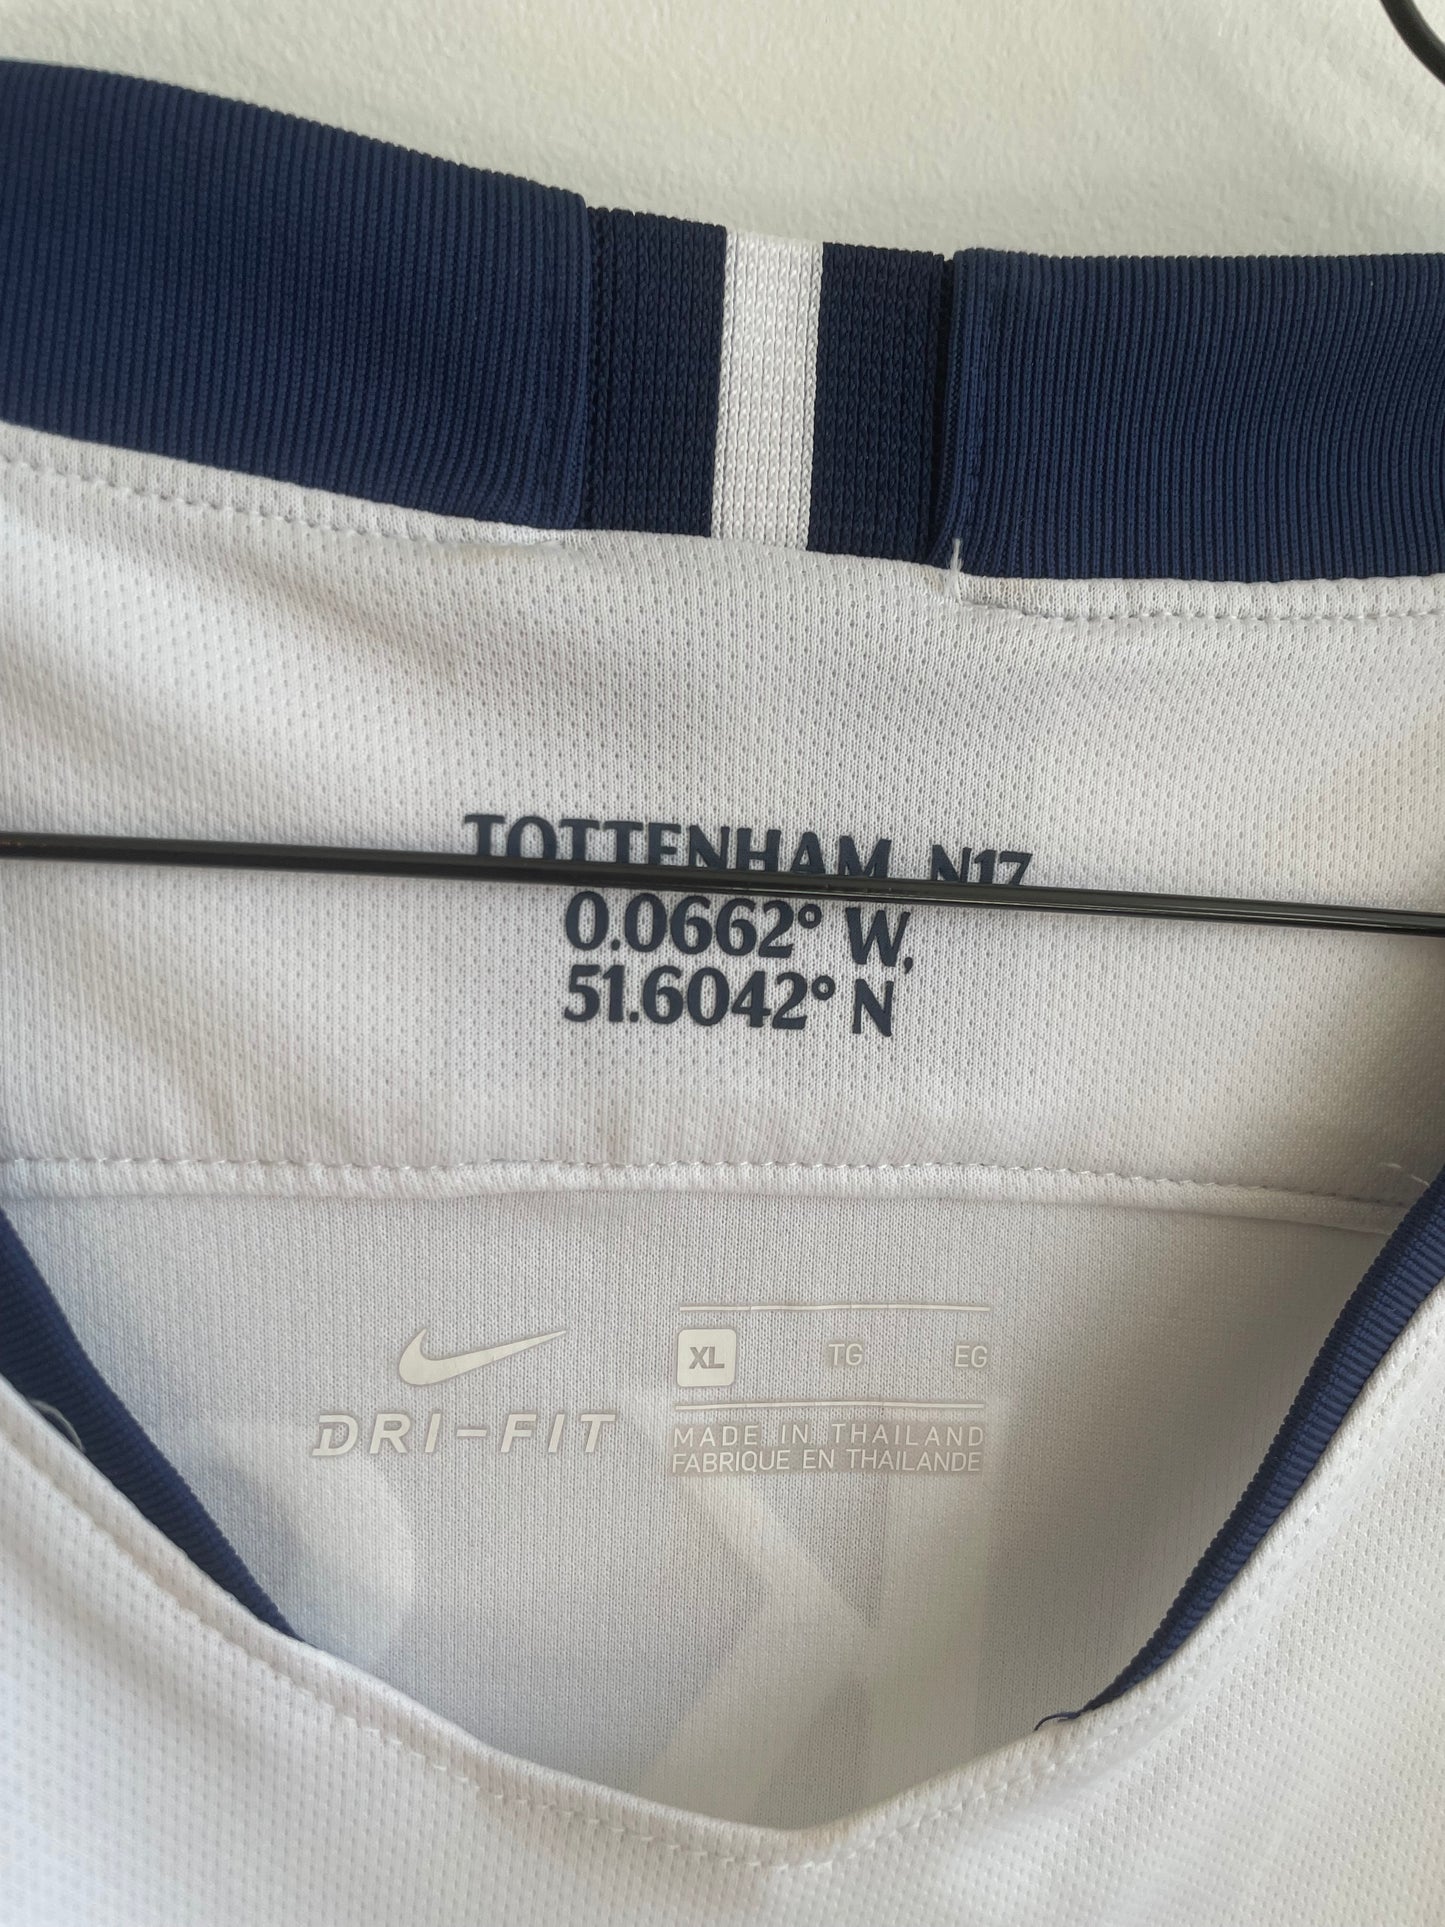 TOTTENHAM, N17
0.0662° W,
51.6042° N
DRI-FIT
XL TG EG
MADE IN THAILAND
FABRIQUE EN THAILANDE